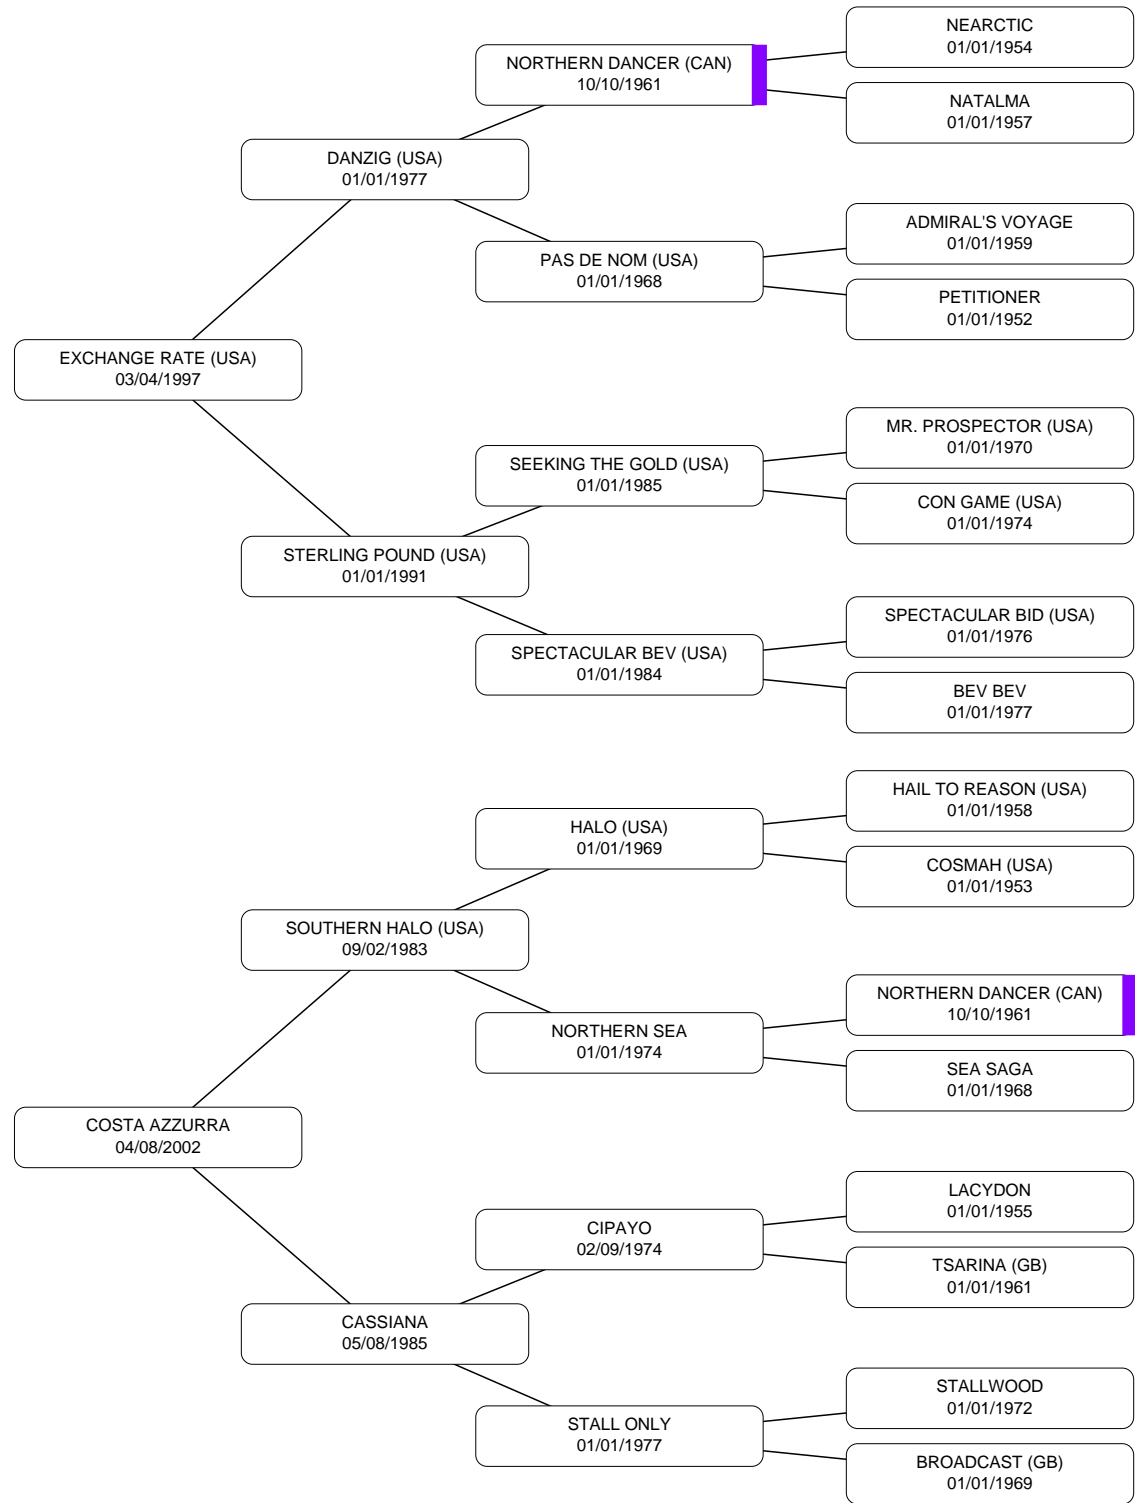 NEARCTIC
01/01/1954
NORTHERN DANCER (CAN)
10/10/1961
NATALMA
01/01/1957
DANZIG (USA)
01/01/1977
ADMIRAL'S VOYAGE
01/01/1959
PAS DE NOM (USA)
01/01/1968
PETITIONER
01/01/1952
EXCHANGE RATE (USA)
03/04/1997
MR. PROSPECTOR (USA)
01/01/1970
SEEKING THE GOLD (USA)
01/01/1985
CON GAME (USA)
01/01/1974
STERLING POUND (USA)
01/01/1991
SPECTACULAR BID (USA)
01/01/1976
SPECTACULAR BEV (USA)
01/01/1984
BEV BEV
01/01/1977
HAIL TO REASON (USA)
01/01/1958
HALO (USA)
01/01/1969
COSMAH (USA)
01/01/1953
SOUTHERN HALO (USA)
09/02/1983
NORTHERN DANCER (CAN)
10/10/1961
NORTHERN SEA
01/01/1974
SEA SAGA
01/01/1968
COSTA AZZURRA
04/08/2002
LACYDON
01/01/1955
CIPAYO
02/09/1974
TSARINA (GB)
01/01/1961
CASSIANA
05/08/1985
STALLWOOD
01/01/1972
STALL ONLY
01/01/1977
BROADCAST (GB)
01/01/1969